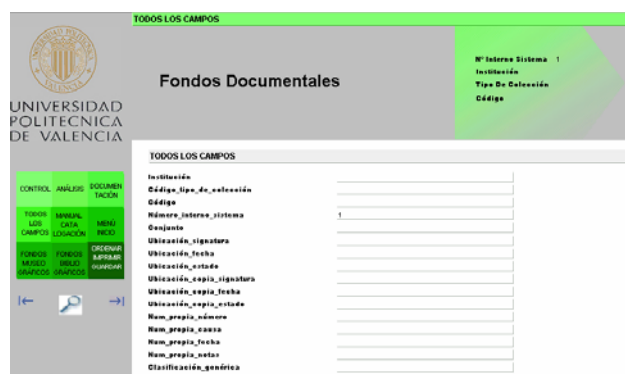 TODOS LOS CAMPOS
Fondos Documentales
Nº Interno Sistema 1
Institución
Tipo De Colección
Código
UNIVERSIDAD
POLITECNICA
DE VALENCIA
CONTROL
ANÁLISIS
DOCUMEN
TACIÓN
TODOS
LOS
CAMPOS
MANUAL
CATA
LOGACIÓN
MENÚ
INICIO
FONDOS
MUSEO
GRÁFICOS
FONDOS
BIBLIO
GRÁFICOS
ORDENAR
IMPRIMIR
GUARDAR
TODOS LOS CAMPOS
Institución
Código_tipo_de_colección
Código
Número_interno_sistema 1
Conjunto
Ubicación_signatura
Ubicación_fecha
Ubicación_estado
Ubicación_copia_signatura
Ubicación_copia_fecha
Ubicación_copia_estado
Num_propia_número
Num_propia_causa
Num_propia_fecha
Num_propia_notas
Clasificación_genérica